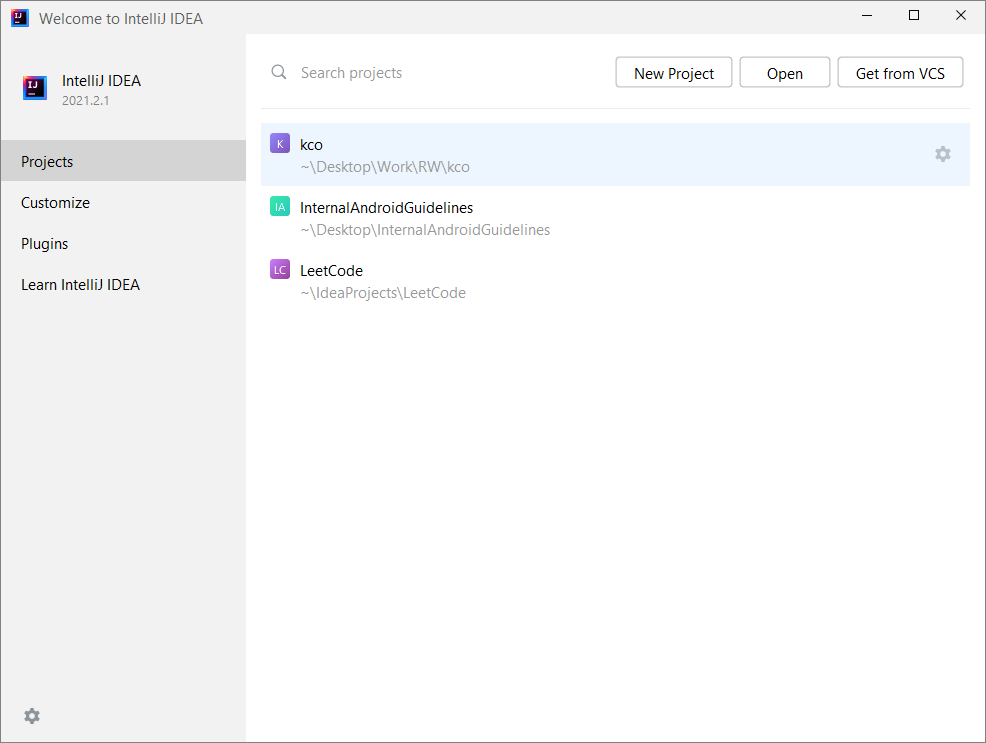 Welcome to IntelliJ IDEA
IJ
IntelliJ IDEA
2021.2.1
Projects
Customize
Plugins
Learn IntelliJ IDEA
Search projects
New Project
Open
Get from VCS
K
kco
~\Desktop\Work\RW\kco
IA
InternalAndroidGuidelines
~\Desktop\InternalAndroidGuidelines
LC
LeetCode
~\IdeaProjects\LeetCode